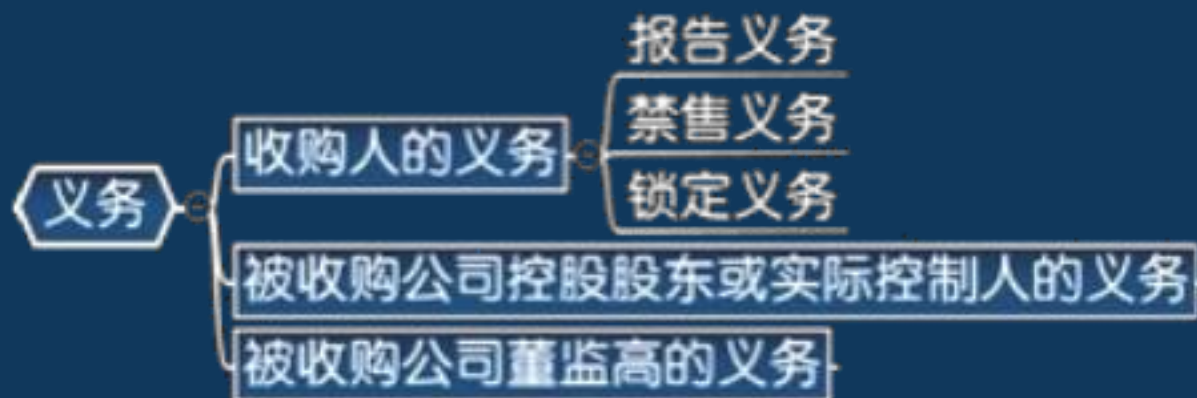 义务
收购人的义务
报告义务
禁售义务
锁定义务
被收购公司控股股东或实际控制人的义务
被收购公司董监高的义务